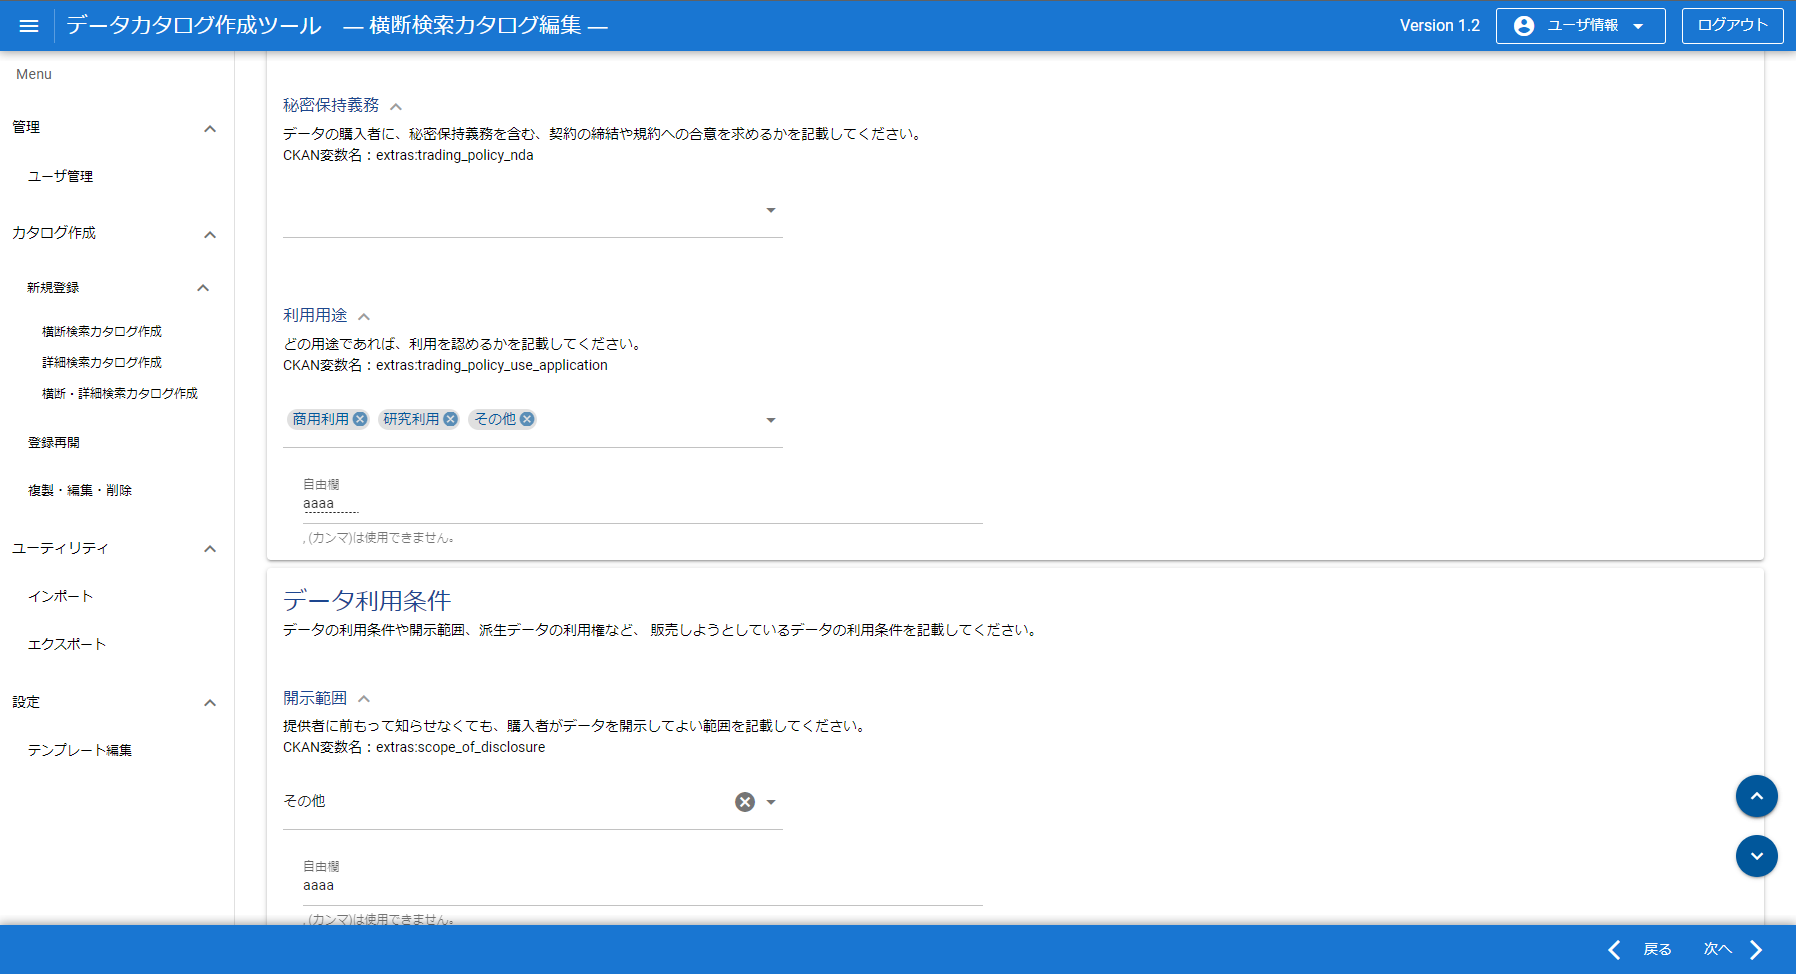 データカタログ作成ツール ― 横断検索カタログ編集 ―
Version 1.2
ユーザ情報
ログアウト
Menu
管理
ユーザ管理
カタログ作成
新規登録
横断検索カタログ作成
詳細検索カタログ作成
横断・詳細検索カタログ作成
登録再開
複製・編集・削除
ユーティリティ
インポート
エクスポート
設定
テンプレート編集
秘密保持義務
データの購入者に、秘密保持義務を含む、契約の締結や規約への合意を求めるかを記載してください。
CKAN変数名：extras:trading_policy_nda
利用用途
どの用途であれば、利用を認めるかを記載してください。
CKAN変数名：extras:trading_policy_use_application
商用利用 研究利用 その他
自由欄
aaaa
, (カンマ)は使用できません。
データ利用条件
データの利用条件や開示範囲、派生データの利用権など、 販売しようとしているデータの利用条件を記載してください。
開示範囲
提供者に前もって知らせなくても、購入者がデータを開示してよい範囲を記載してください。
CKAN変数名：extras:scope_of_disclosure
その他
自由欄
aaaa
, (カンマ)は使用できません。
戻る 次へ